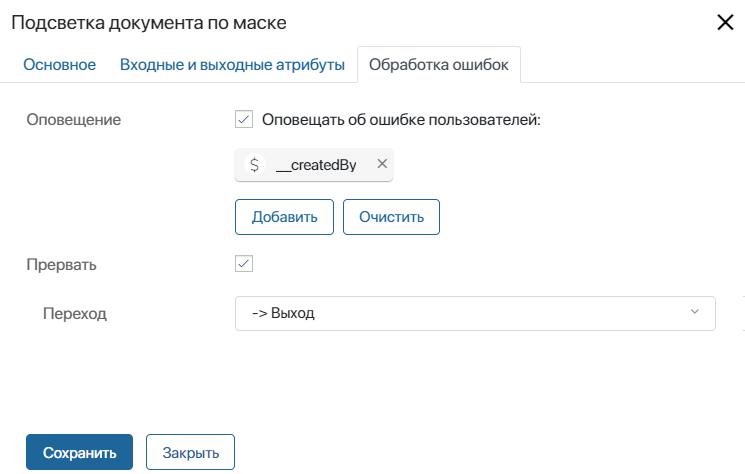 Подсветка документа по маске
Основное Входные и выходные атрибуты Обработка ошибок
Оповещение Оповещать об ошибке пользователей:
$ __createdBy
Добавить Очистить
Прервать
Переход -> Выход
Сохранить Закрыть